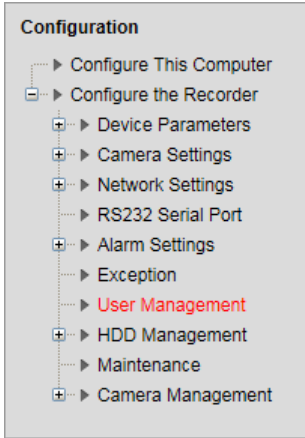 Configuration
Configure This Computer
Configure the Recorder
Device Parameters
Camera Settings
Network Settings
RS232 Serial Port
Alarm Settings
Exception
User Management
HDD Management
Maintenance
Camera Management